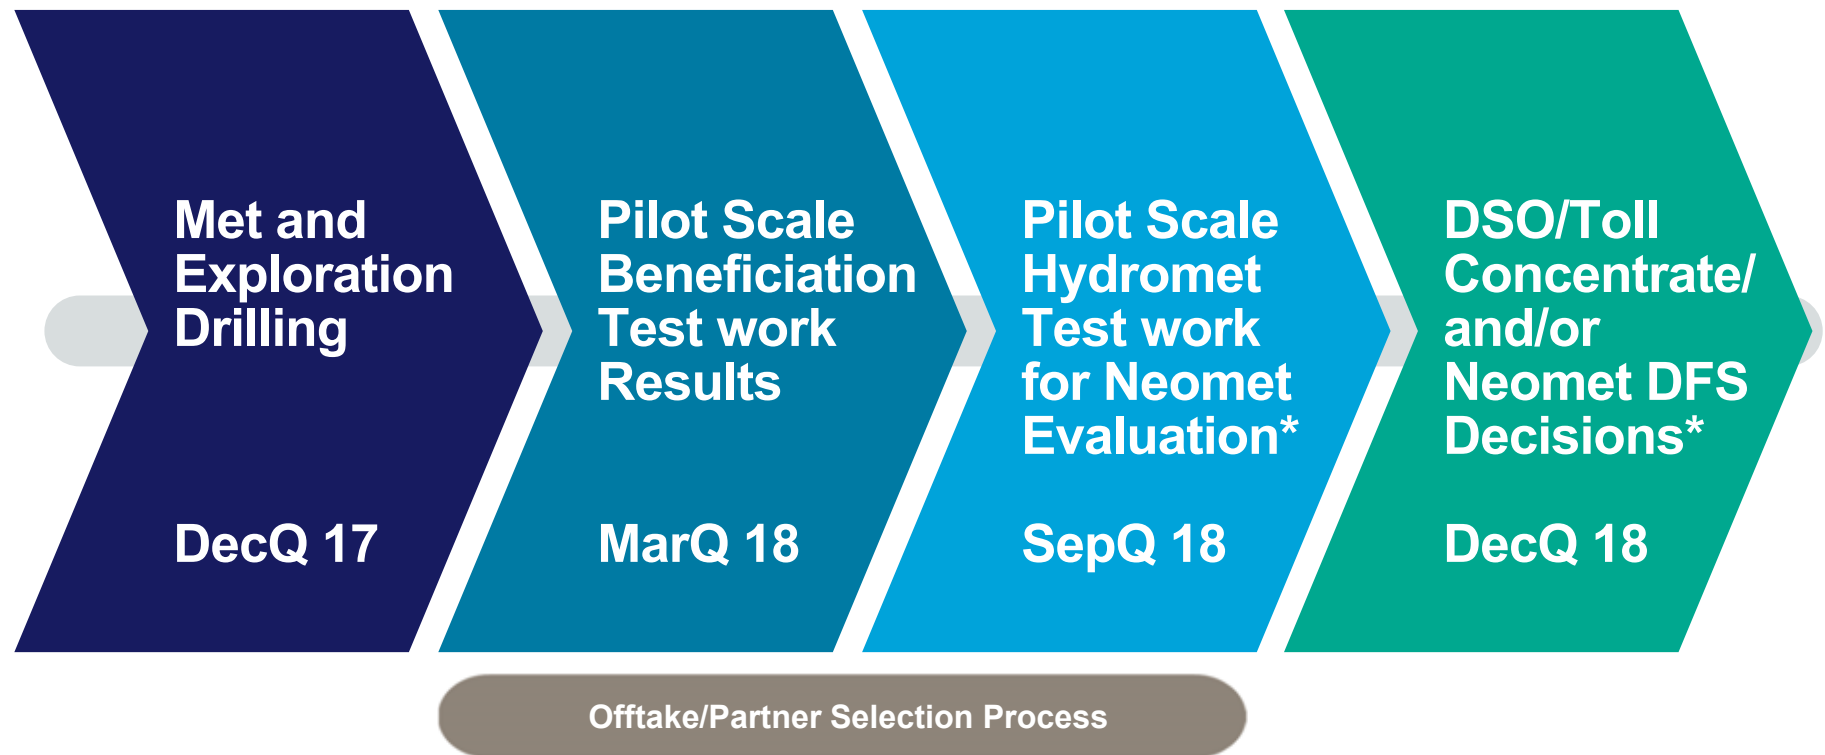 Met and
Exploration
Drilling
DecQ 17
Pilot Scale
Beneficiation
Test work
Results
MarQ 18
Pilot Scale
Hydromet
Test work
for Neomet
Evaluation*
SepQ 18
DSO/Toll
Concentrate/
and/or
Neomet DFS
Decisions*
DecQ 18
Offtake/Partner Selection Process